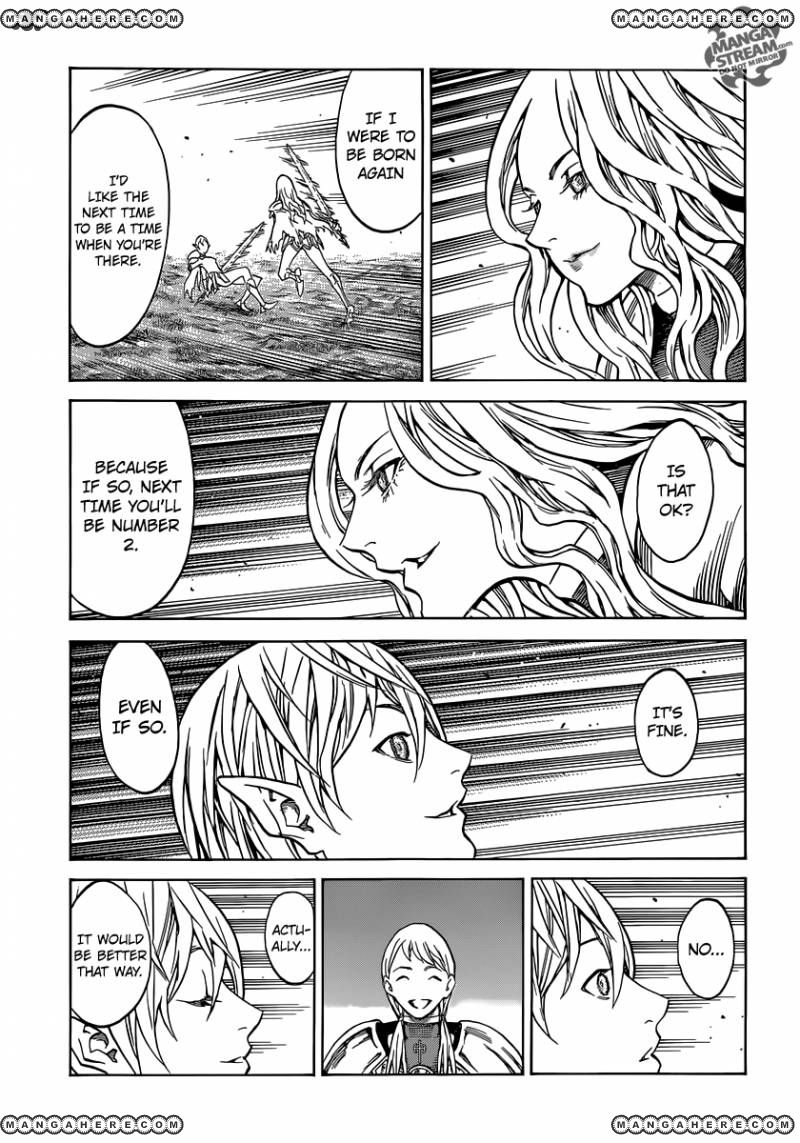 MANGAHERE.COM
MANGAHERE.COM
MANGA
STREAM.com
DO NOT MIRROR.
IF I
WERE TO
BE BORN
AGAIN
I'D
LIKE THE
NEXT TIME
TO BE A TIME
WHEN YOU'RE
THERE.
IS
THAT
OK?
BECAUSE
IF SO, NEXT
TIME YOU'LL
BE NUMBER
2.
IT'S
FINE.
EVEN
IF SO.
NO...
ACTU-
ALLY...
IT WOULD
BE BETTER
THAT WAY.
MANGAHERE.COM
MANGAHERE.COM